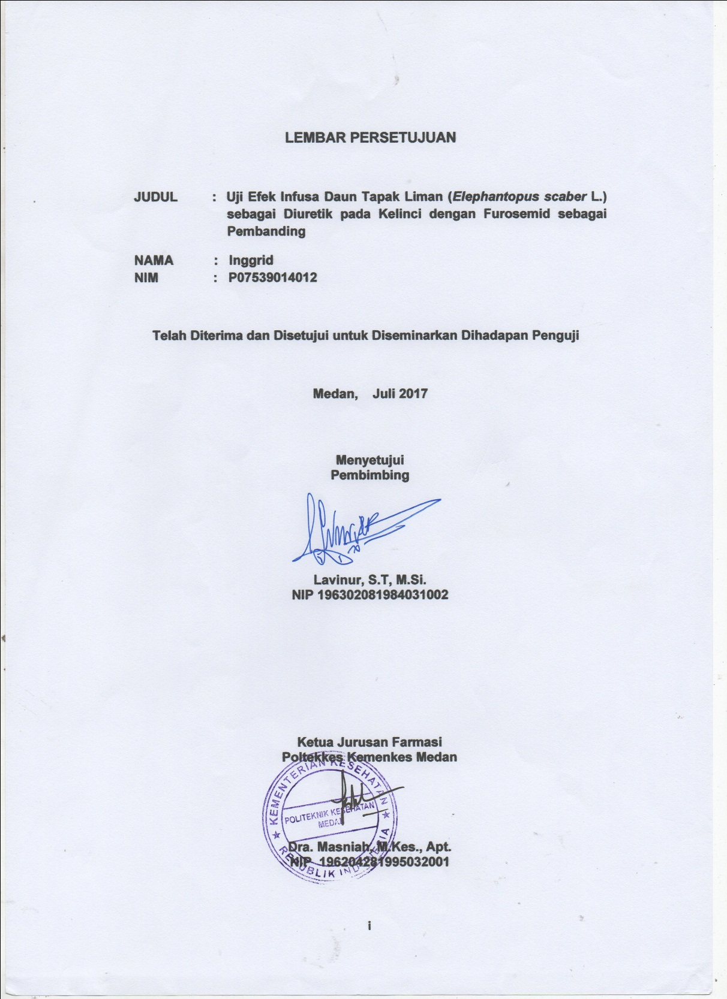 LEMBAR PERSETUJUAN
JUDUL : Uji Efek Infusa Daun Tapak Liman (Elephantopus scaber L.)
sebagai Diuretik pada Kelinci dengan Furosemid sebagai
Pembanding
NAMA : Inggrid
NIM : P07539014012
Telah Diterima dan Disetujui untuk Diseminarkan Dihadapan Penguji
Medan, Juli 2017
Menyetujui
Pembimbing
Lavinur, S.T, M.Si.
NIP 196302081984031002
Ketua Jurusan Farmasi
Poltekkes Kemenkes Medan
KEMENTERIAN KESEHATAN
POLITEKNIK KESEHATAN
MEDAN
REPUBLIK INDONESIA
Dra. Masniah, M.Kes., Apt.
NIP 196204281995032001
i